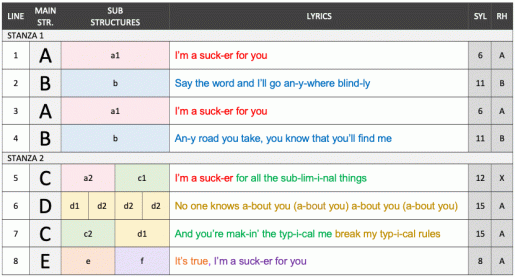 LINE MAIN STR. SUB STRUCTURES LYRICS SYL RH
STANZA 1
1 A a1 I'm a suck-er for you 6 A
2 B b Say the word and I'll go an-y-where blind-ly 11 B
3 A a1 I'm a suck-er for you 6 A
4 B b An-y road you take, you know that you'll find me 11 B
STANZA 2
5 C a2 c1 I'm a suck-er for all the sub-lim-i-nal things 12 X
6 D d1 d2 d2 d2 No one knows a-bout you (a-bout you) a-bout you (a-bout you) 15 A
7 C c2 d1 And you're mak-in' the typ-i-cal me break my typ-i-cal rules 15 A
8 E e f It's true, I'm a suck-er for you 8 A